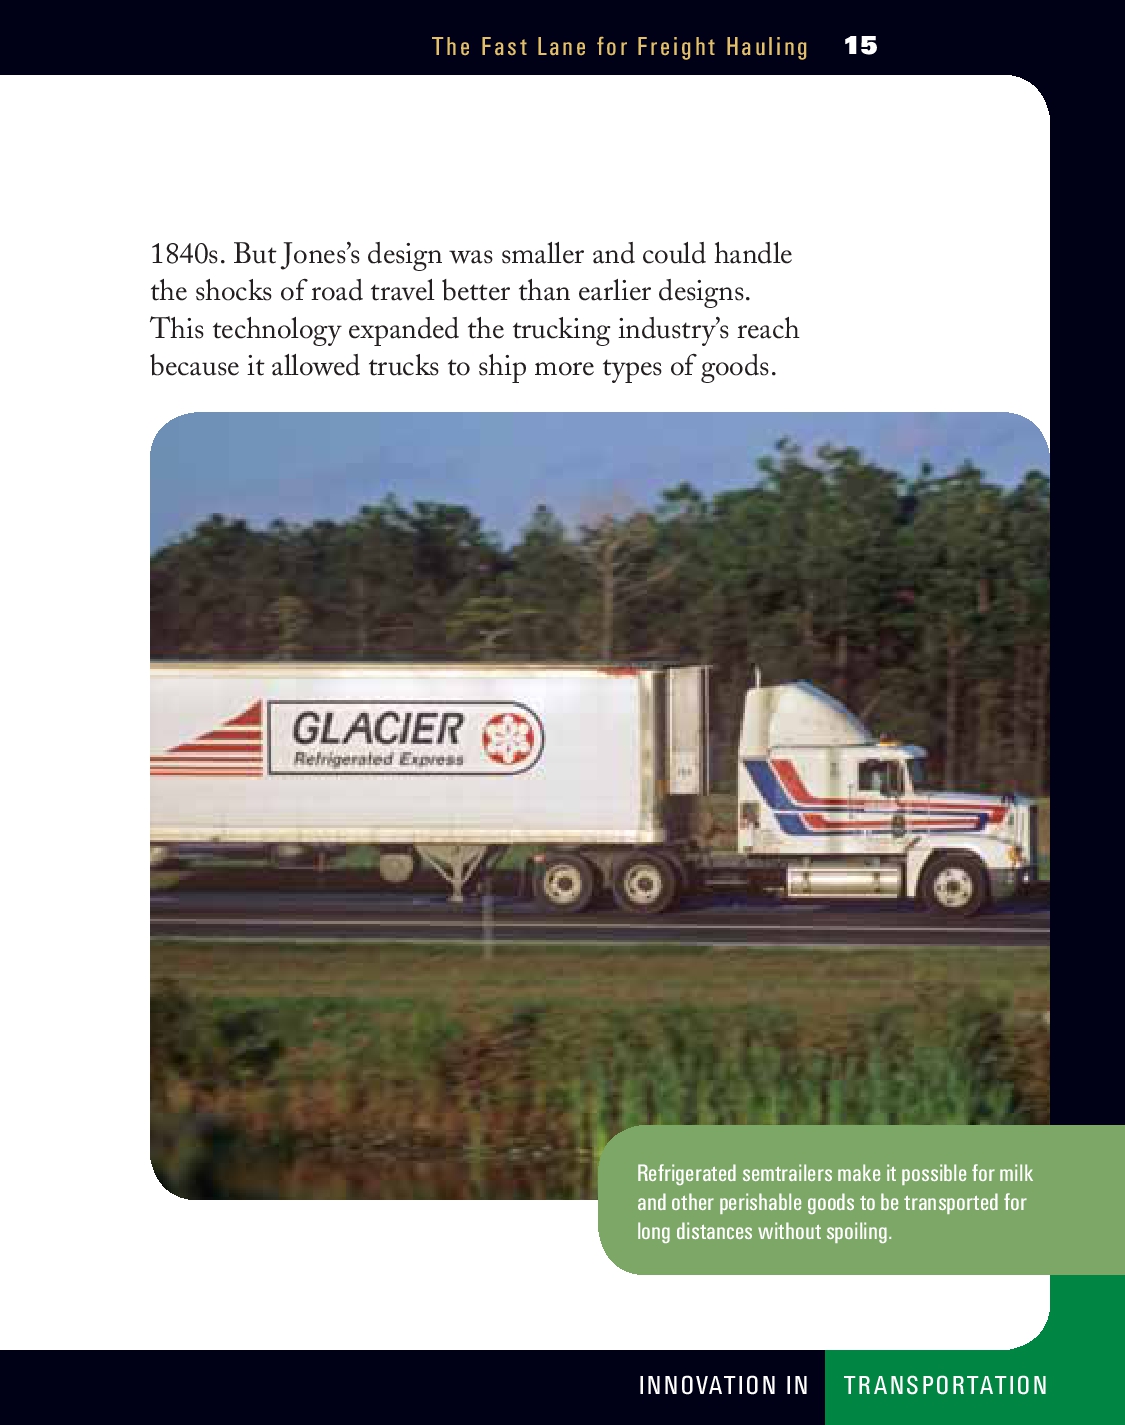 The Fast Lane for Freight Hauling 15
1840s. But Jones’s design was smaller and could handle
the shocks of road travel better than earlier designs.
This technology expanded the trucking industry’s reach
because it allowed trucks to ship more types of goods.
GLACIER
Refrigerated Express
Refrigerated semtrailers make it possible for milk
and other perishable goods to be transported for
long distances without spoiling.
INNOVATION IN TRANSPORTATION